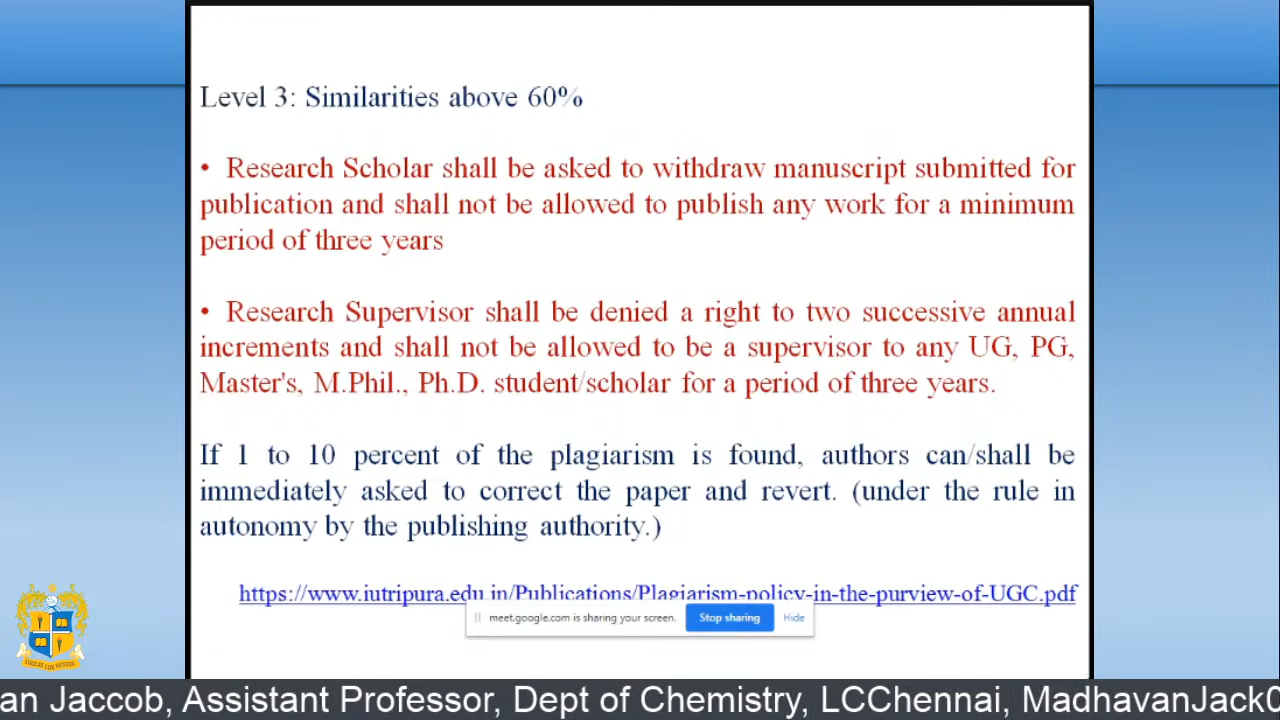 Level 3: Similarities above 60%
• Research Scholar shall be asked to withdraw manuscript submitted for
publication and shall not be allowed to publish any work for a minimum
period of three years
• Research Supervisor shall be denied a right to two successive annual
increments and shall not be allowed to be a supervisor to any UG, PG,
Master's, M.Phil., Ph.D. student/scholar for a period of three years.
If 1 to 10 percent of the plagiarism is found, authors can/shall be
immediately asked to correct the paper and revert. (under the rule in
autonomy by the publishing authority.)
https://www.iutripura.edu.in/Publications/Plagiarism-policy-in-the-purview-of-UGC.pdf
meet.google.com is sharing your screen. Stop sharing Hide
LUCEAT LUX VESTRA
an Jaccob, Assistant Professor, Dept of Chemistry, LCChennai, MadhavanJack0